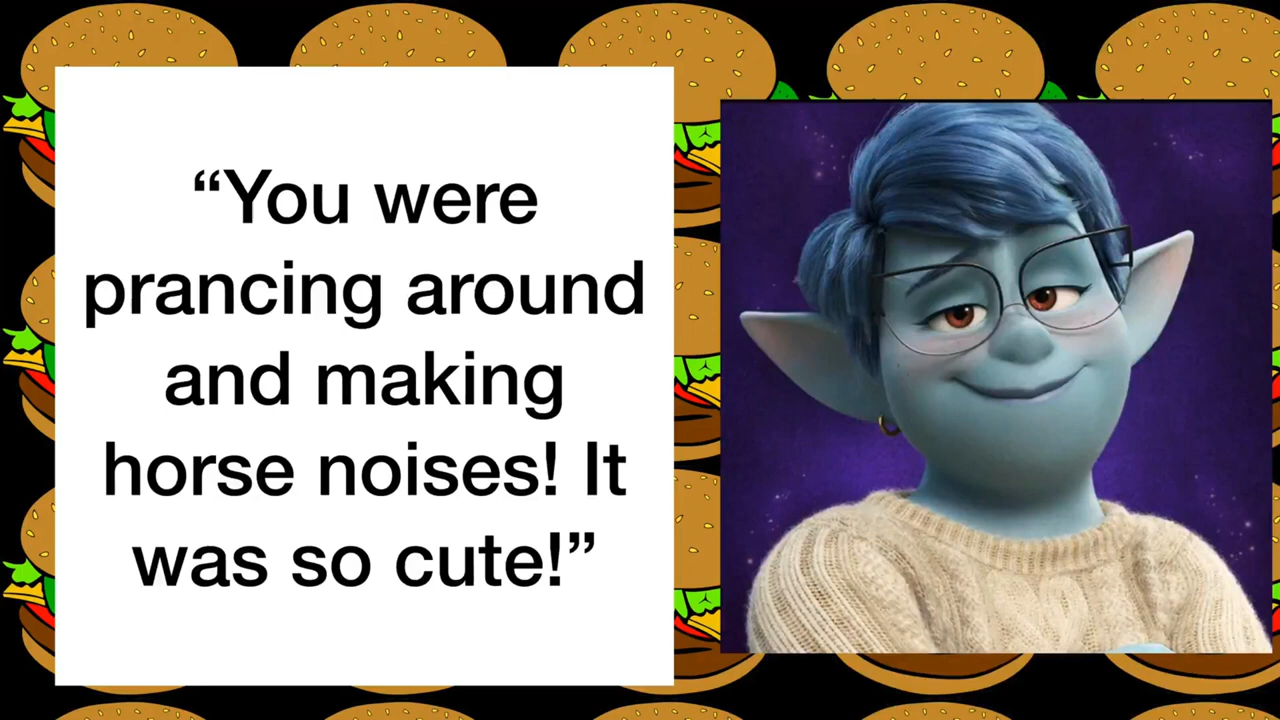 “You were
prancing around
and making
horse noises! It
was so cute!”